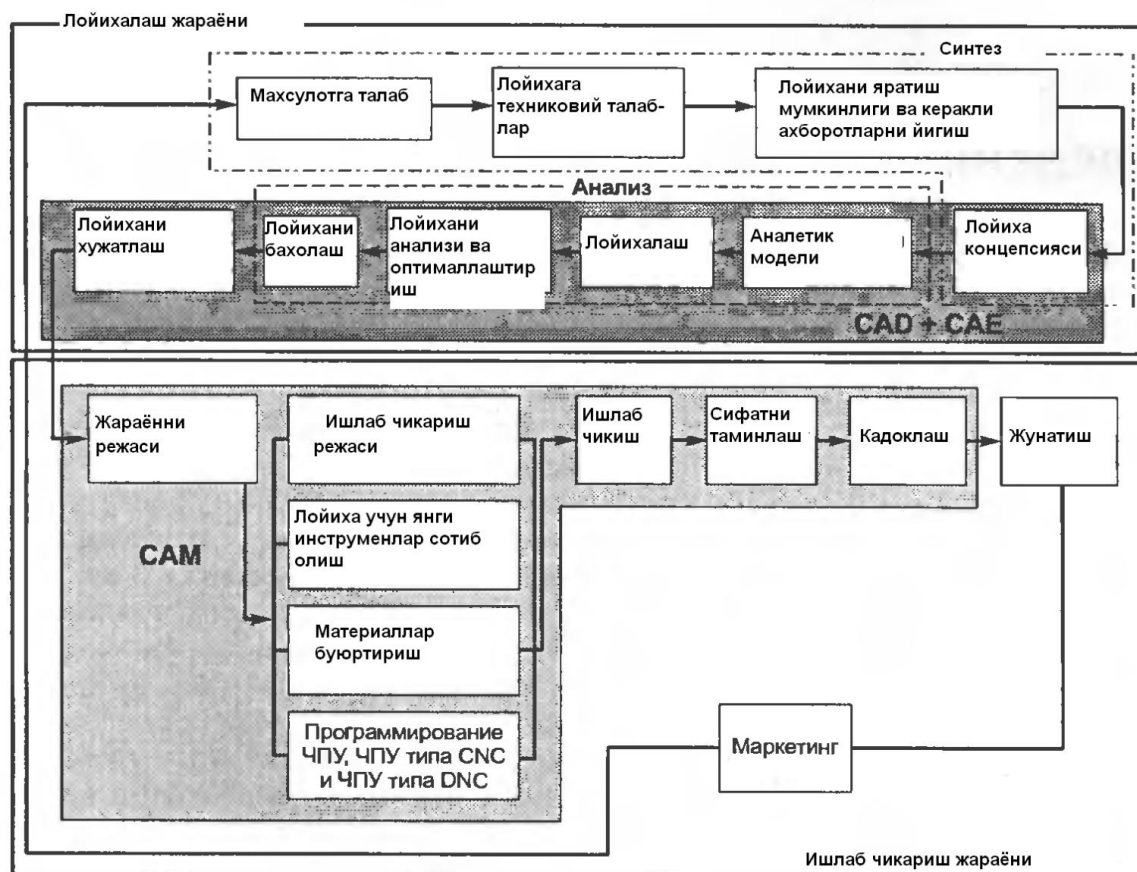 Лойихалаш жараёни
Синтез
Махсулотга талаб
Лойихага
техниковий талаб-
лар
Лойихани яратиш
мумкинлиги ва керакли
ахборотларни йигиш
Анализ
Лойихани
хужатлаш
Лойихани
бахолаш
Лойихани
анализи ва
оптималлаштир
иш
Лойихалаш
Аналетик
модели
Лойиха
концепсияси
CAD + CAE
Жараённи
режаси
Ишлаб чикариш
режаси
Ишлаб
чикиш
Сифатни
таминлаш
Кадоклаш
Жунатиш
Лойиха учун янги
инструменлар сотиб
олиш
CAM
Материаллар
буюртириш
Программирование
ЧПУ, ЧПУ типа CNC
и ЧПУ типа DNC
Маркетинг
Ишлаб чикариш жараёни